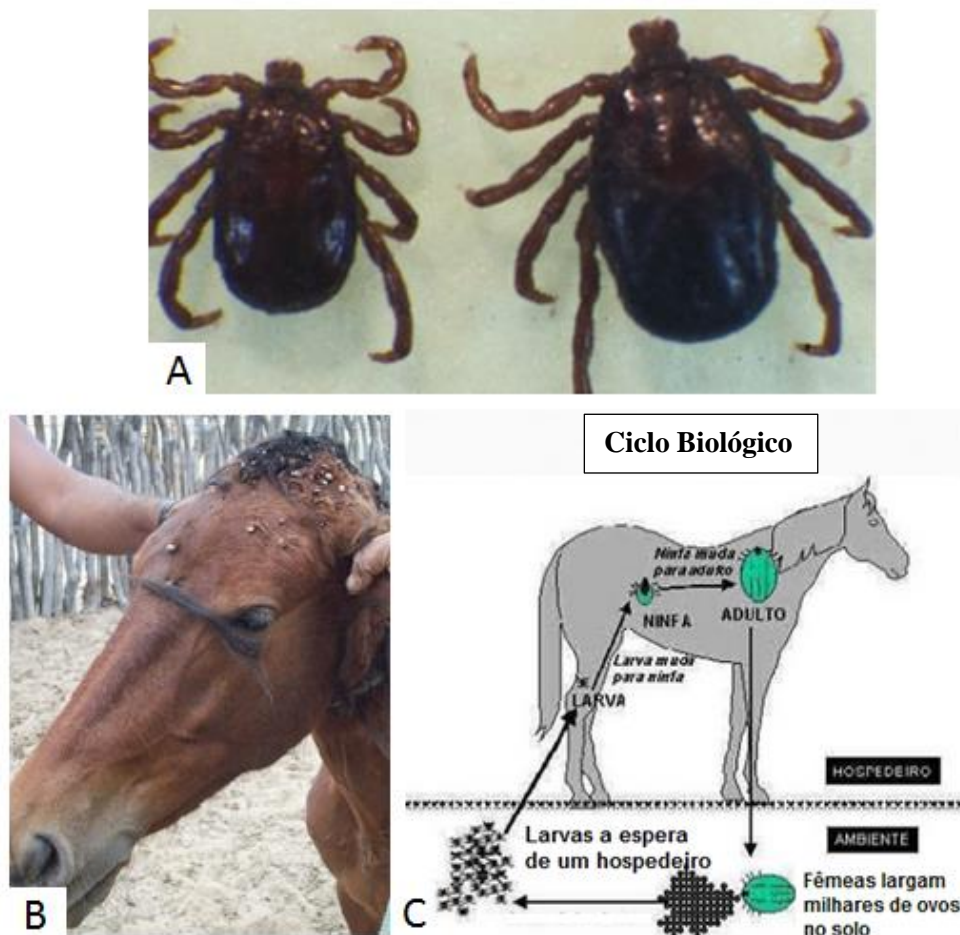 A
B
C
Ciclo Biológico
Ninfa muda
para adulto
NINFA
ADULTO
Larva muda
para ninfa
LARVA
HOSPEDEIRO
Larvas a espera
de um hospedeiro
AMBIENTE
Fêmeas largam
milhares de ovos
no solo